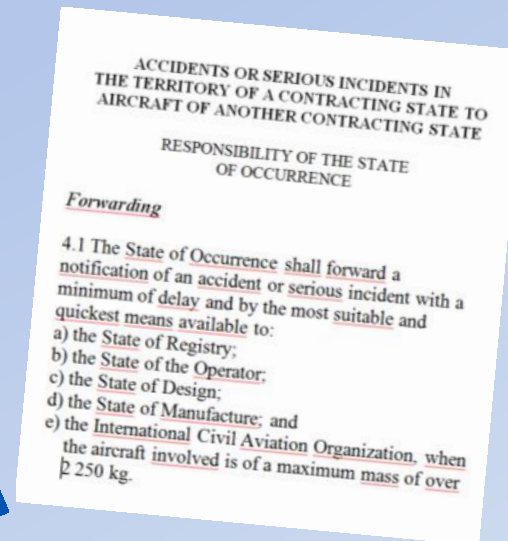 ACCIDENTS OR SERIOUS INCIDENTS IN
THE TERRITORY OF A CONTRACTING STATE TO
AIRCRAFT OF ANOTHER CONTRACTING STATE
RESPONSIBILITY OF THE STATE
OF OCCURRENCE
Forwarding
4.1 The State of Occurrence shall forward a
notification of an accident or serious incident with a
minimum of delay and by the most suitable and
quickest means available to:
a) the State of Registry;
b) the State of the Operator;
c) the State of Design;
d) the State of Manufacture; and
e) the International Civil Aviation Organization, when
the aircraft involved is of a maximum mass of over
2 250 kg.